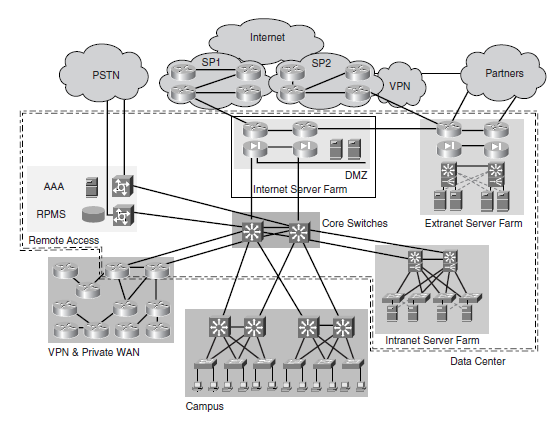 Internet
SP1
SP2
PSTN
VPN
Partners
DMZ
Internet Server Farm
AAA
RPMS
Remote Access
Core Switches
Extranet Server Farm
VPN & Private WAN
Intranet Server Farm
Data Center
Campus